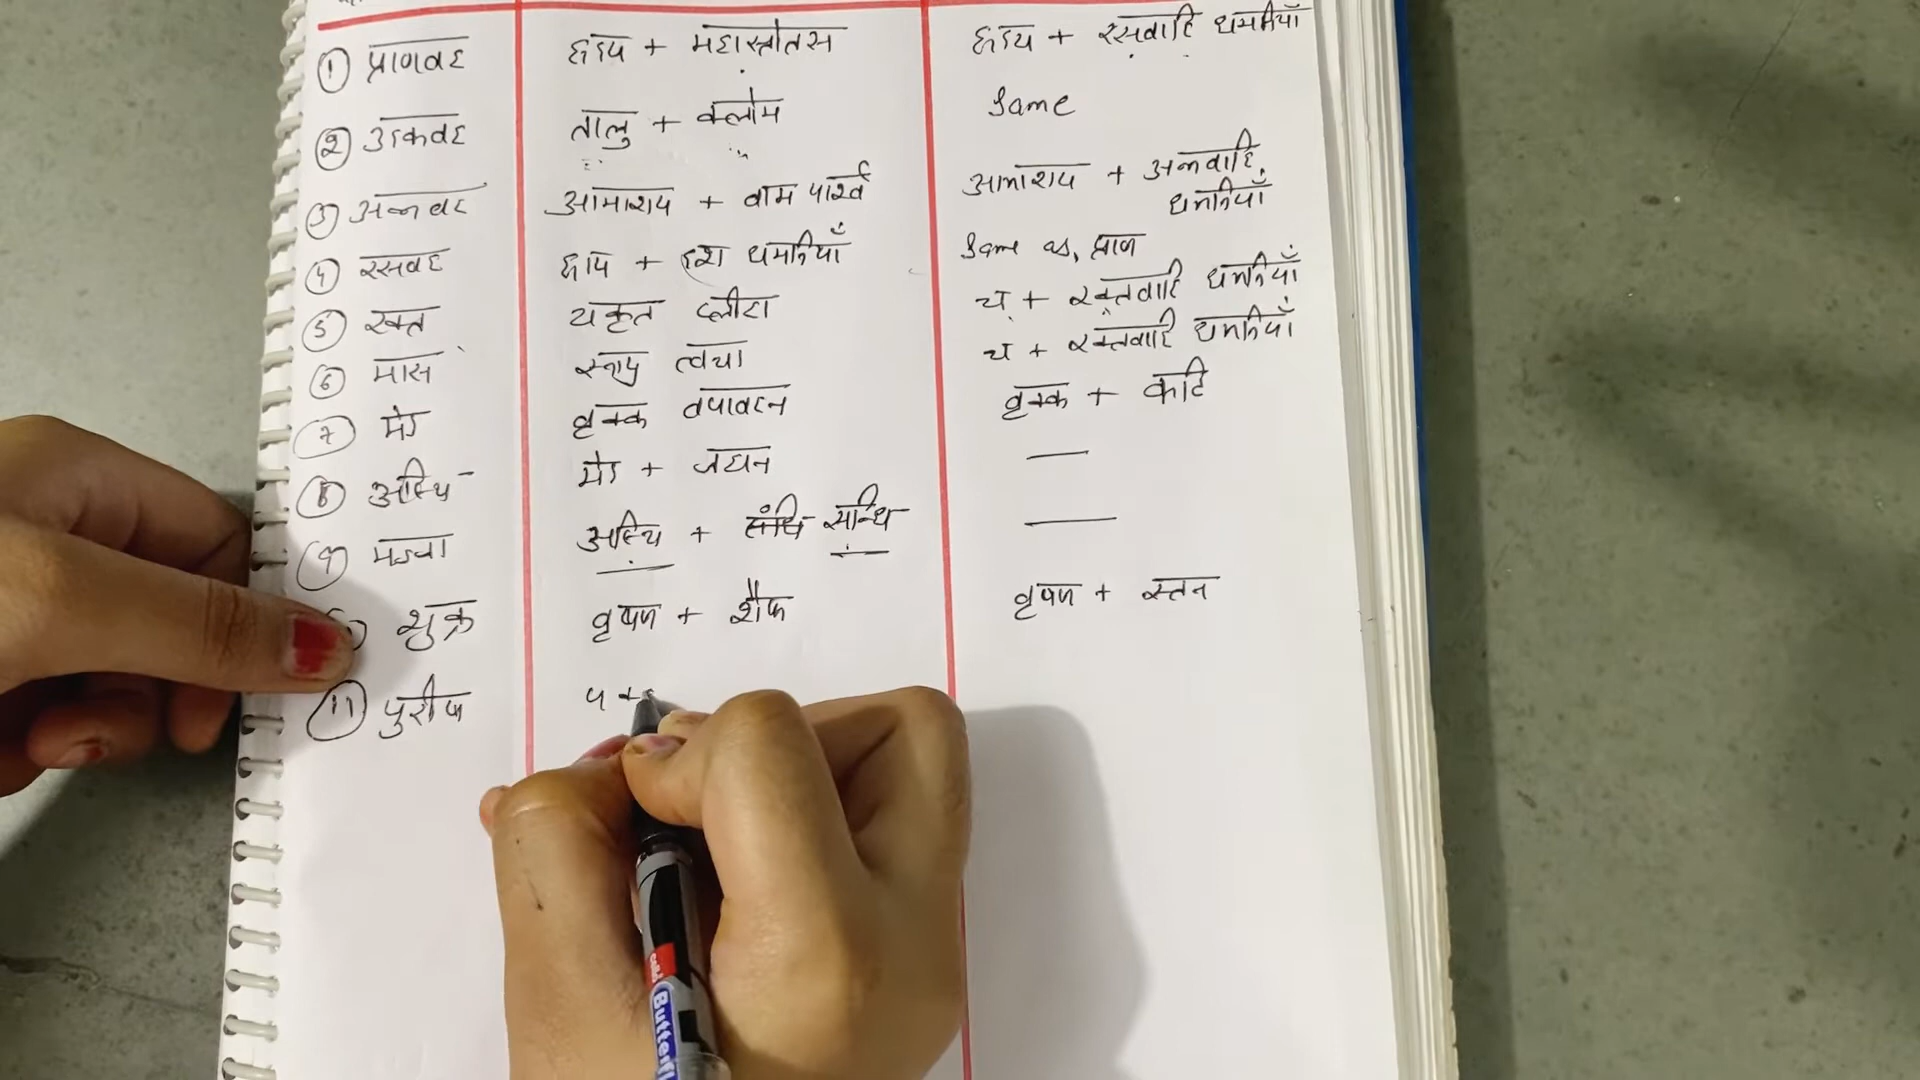 ① प्राणवह हृदय + महास्त्रोतस हृदय + रसवाहि धमनियाँ
② उदकवह तालु + क्लोम Same
③ अन्नवह आमाशय + वाम पार्श्व आमाशय + अन्नवाहि धमनियाँ
④ रसवह हृदय + दश धमनियाँ Same as, प्राण
⑤ रक्त यकृत प्लीहा य + रक्तवाहि धमनियाँ
⑥ मांस स्नायु त्वचा य + रक्तवाहि धमनियाँ
⑦ मेद वृक्क वपावहन वृक्क + कटि
⑧ अस्थि मेद + जघन —
⑨ मज्जा अस्थि + संधि सन्धि —
शुक्र वृषण + शैफ वृषण + स्तन
⑪ पुरीष
Butterfl